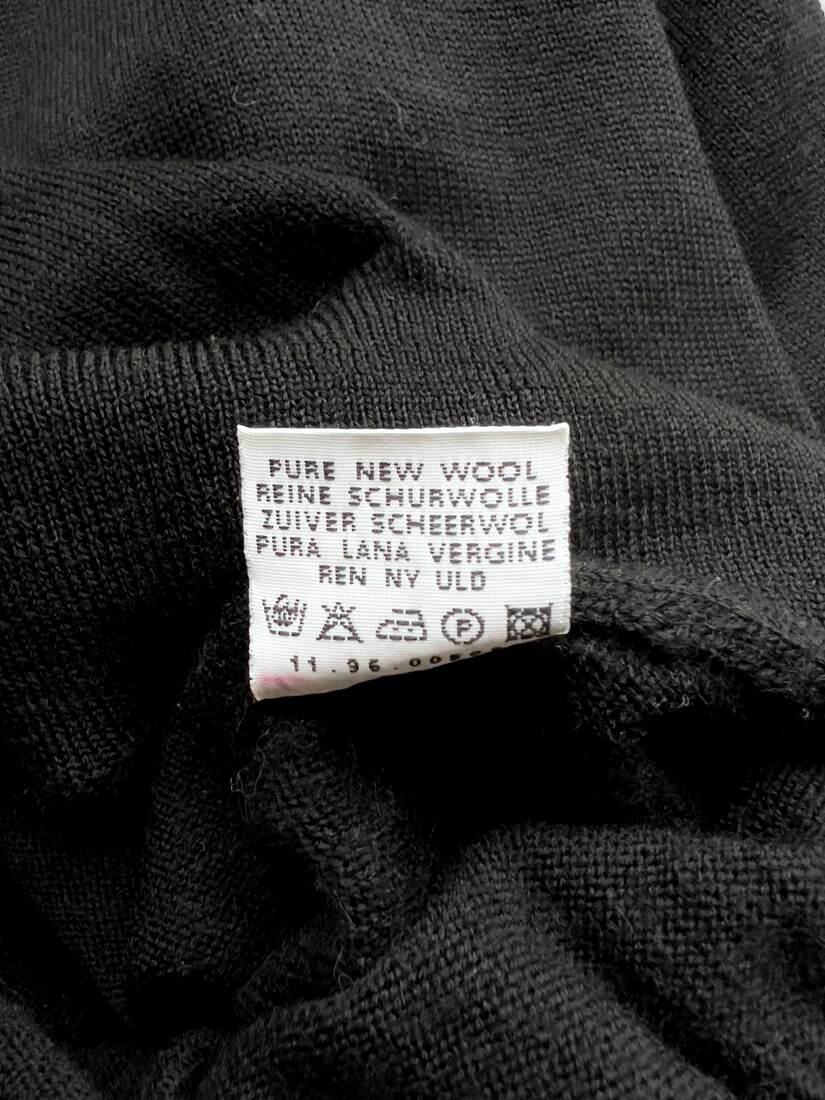 PURE NEW WOOL
REINE SCHURWOLLE
ZUIVER SCHEERWOL
PURA LANA VERGINE
REN NY ULD
P